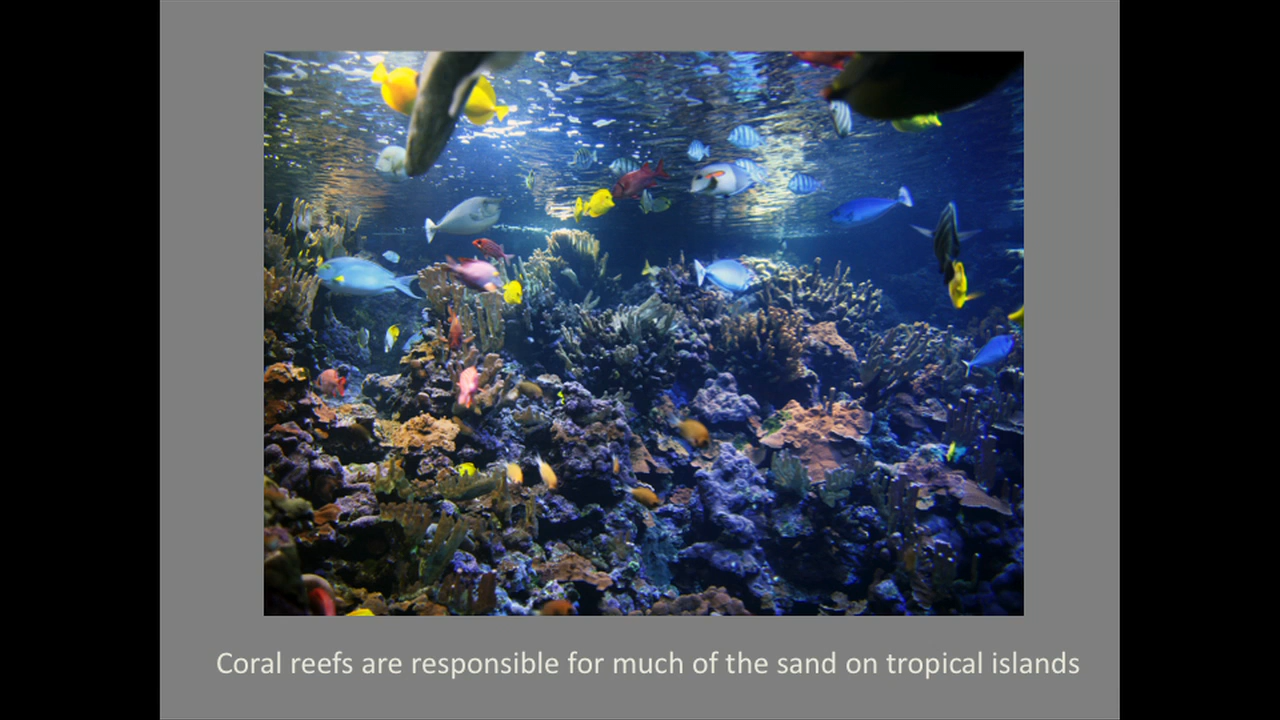 Coral reefs are responsible for much of the sand on tropical islands